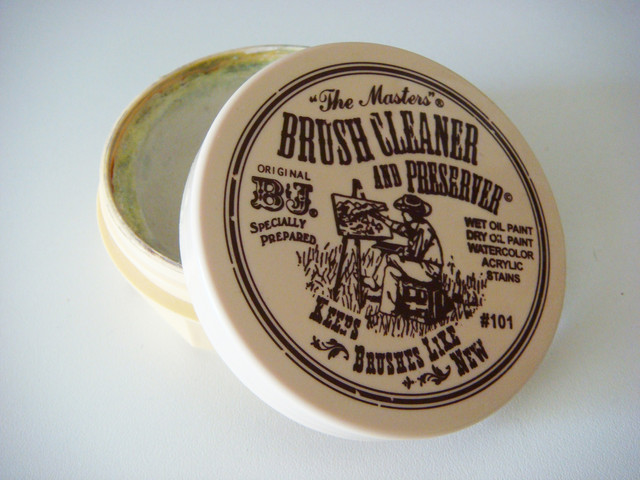 "The Masters"®
BRUSH CLEANER
AND PRESERVER©
ORIGINAL
B&J.
SPECIALLY
PREPARED
WET OIL PAINT
DRY OIL PAINT
WATERCOLOR
ACRYLIC
STAINS
#101
KEEPS
BRUSHES LIKE
NEW